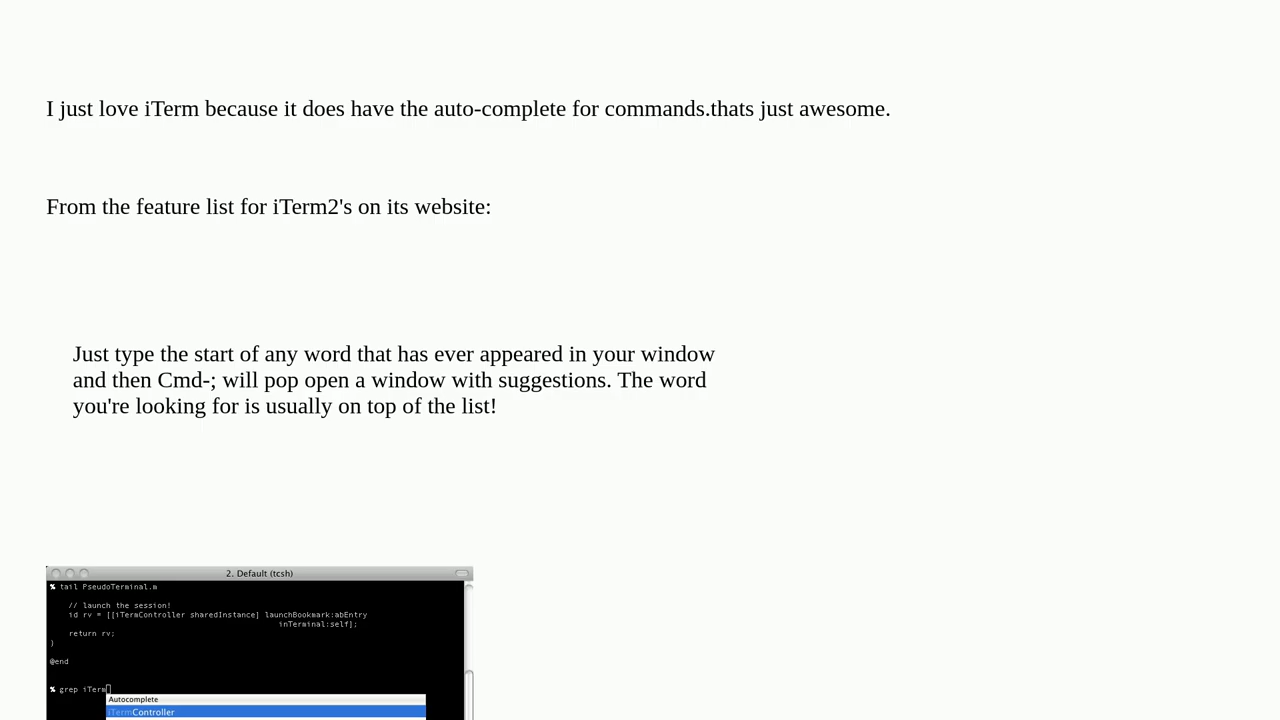 I just love iTerm because it does have the auto-complete for commands.thats just awesome.
From the feature list for iTerm2's on its website:
Just type the start of any word that has ever appeared in your window
and then Cmd-; will pop open a window with suggestions. The word
you're looking for is usually on top of the list!
2. Default (tcsh)
% tail PseudoTerminal.m
// launch the session!
id rv = [[iTermController sharedInstance] launchBookmark:abEntry
inTerminal:self];
return rv;
}
@end
% grep iTerm
Autocomplete
iTermController